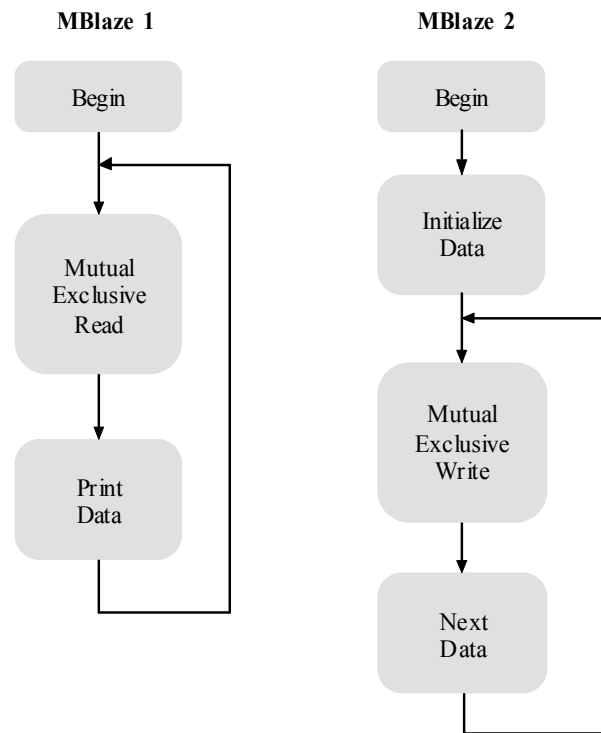 MBlaze 1
Begin
Mutual
Exclusive
Read
Print
Data
MBlaze 2
Begin
Initialize
Data
Mutual
Exclusive
Write
Next
Data